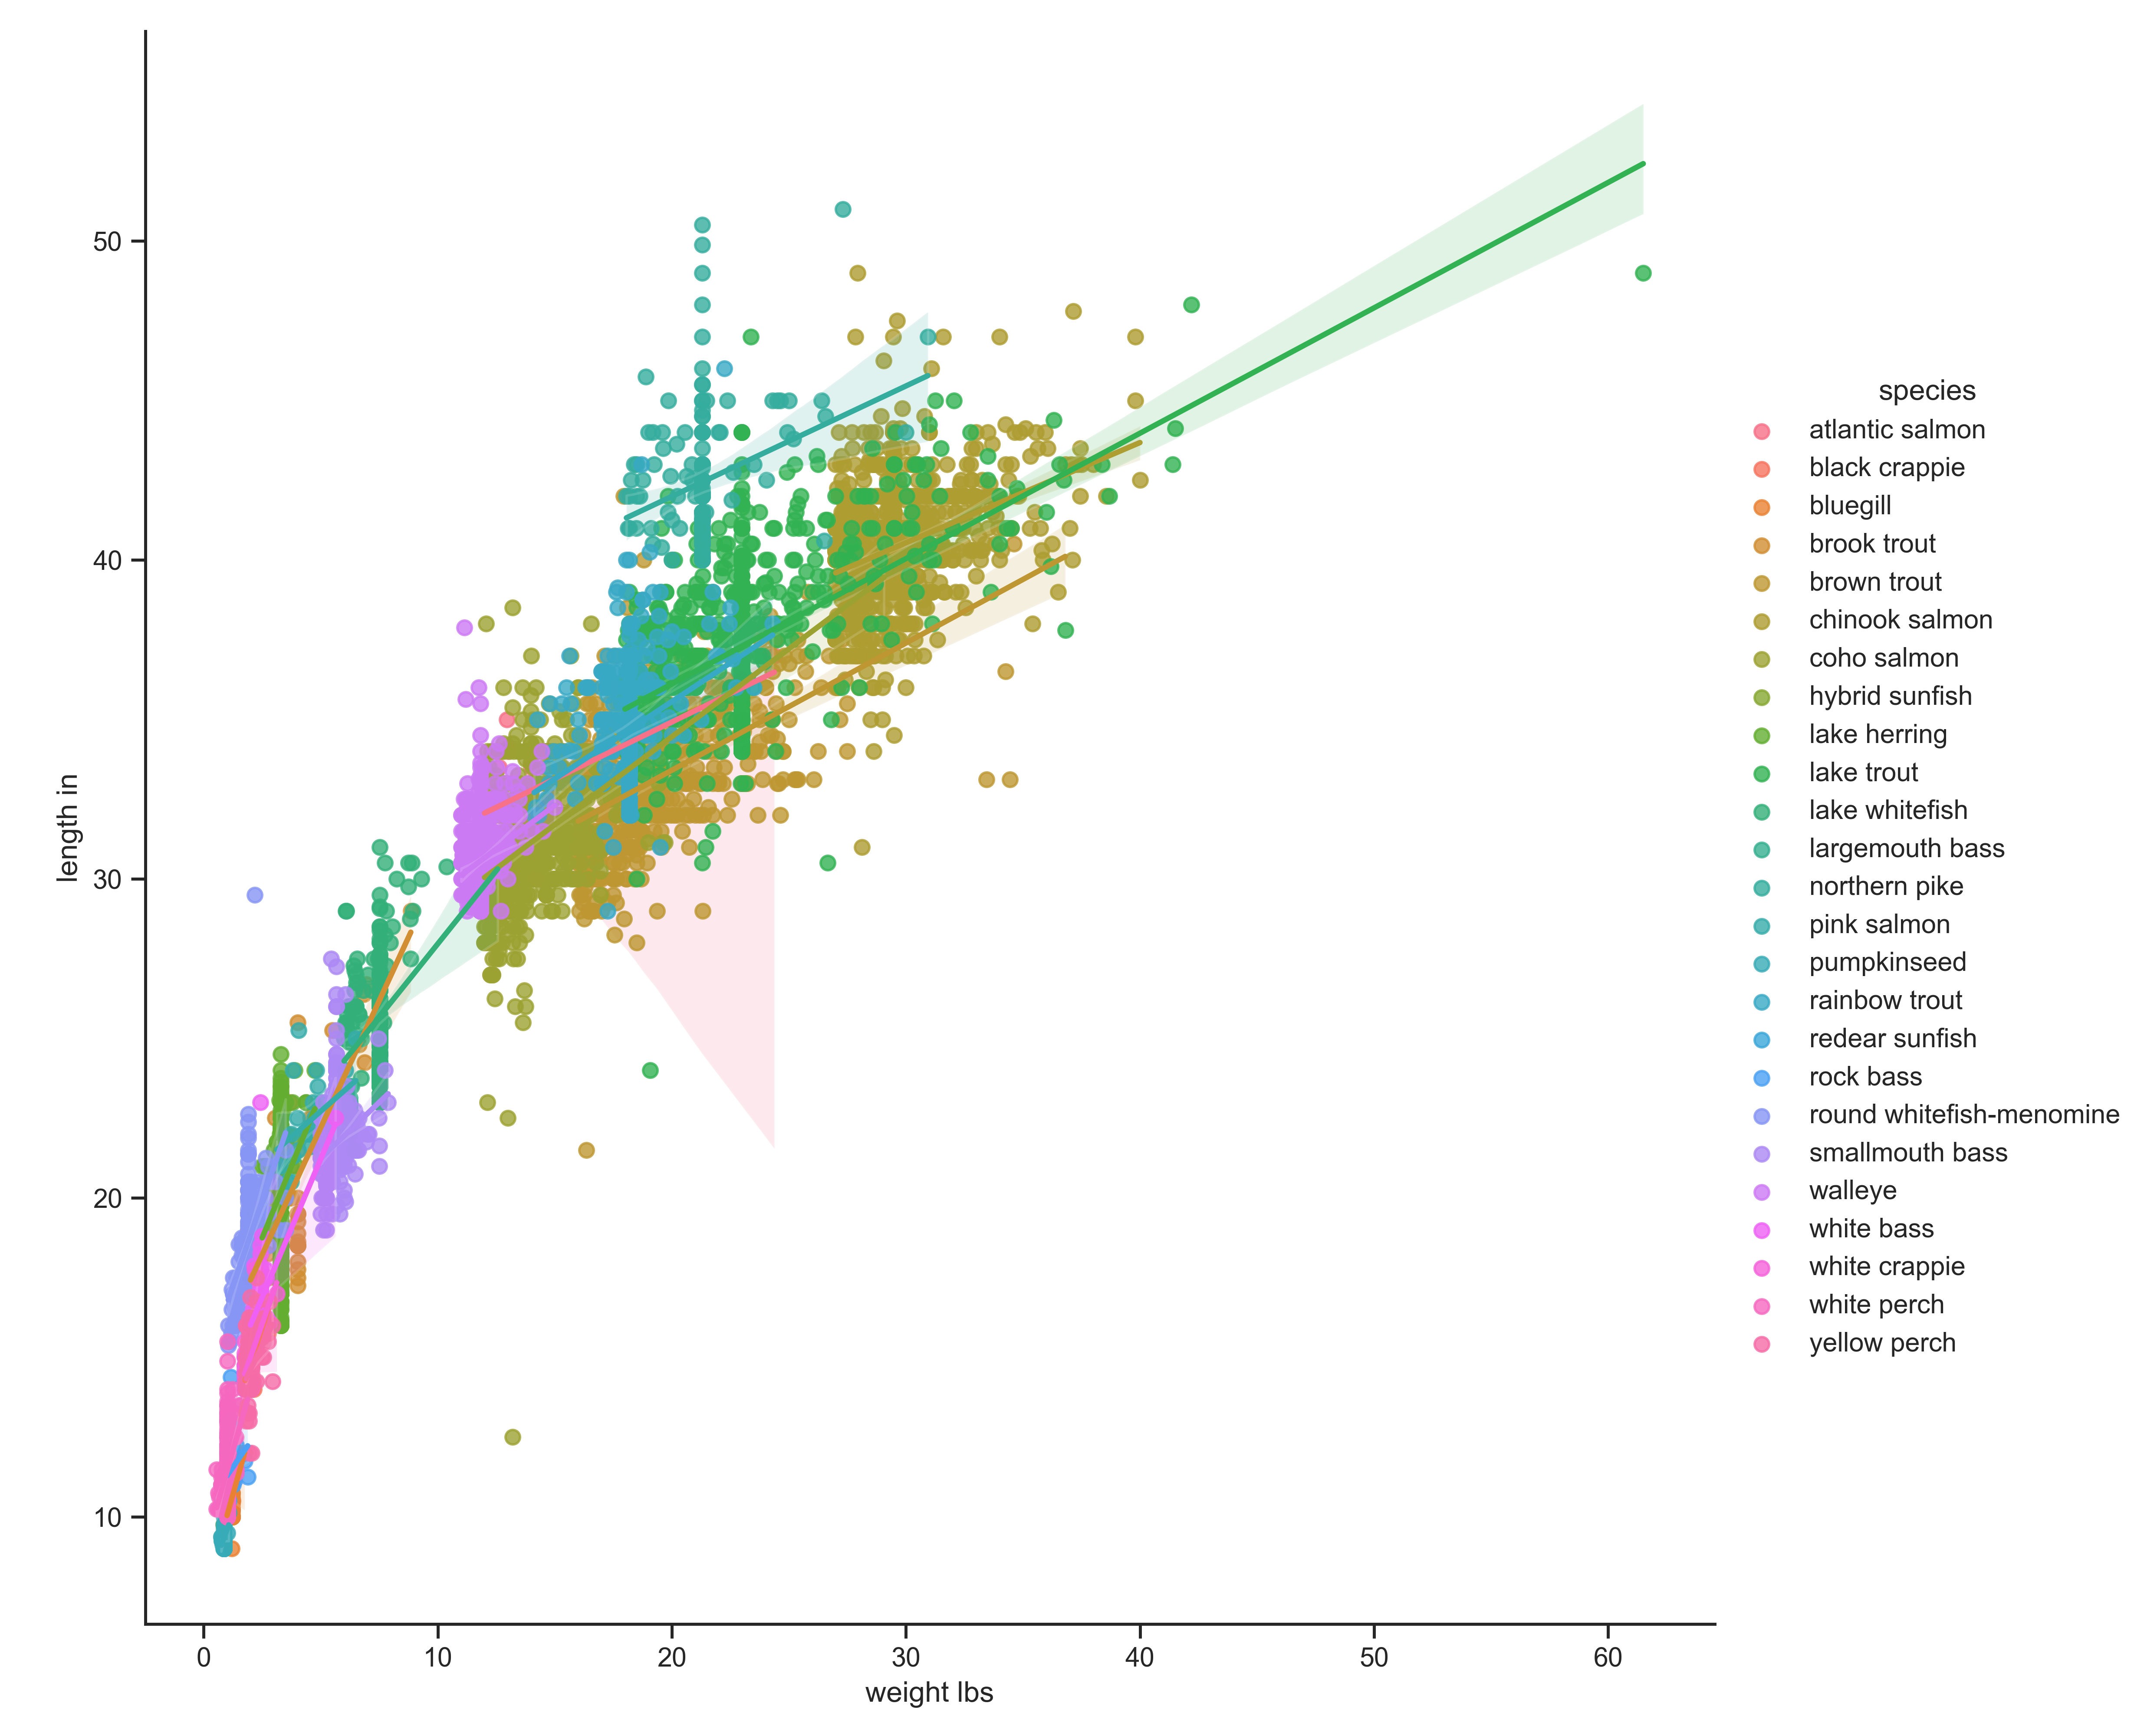 50
40
30
20
10
length in
0 10 20 30 40 50 60
weight lbs
species
atlantic salmon
black crappie
bluegill
brook trout
brown trout
chinook salmon
coho salmon
hybrid sunfish
lake herring
lake trout
lake whitefish
largemouth bass
northern pike
pink salmon
pumpkinseed
rainbow trout
redear sunfish
rock bass
round whitefish-menomine
smallmouth bass
walleye
white bass
white crappie
white perch
yellow perch